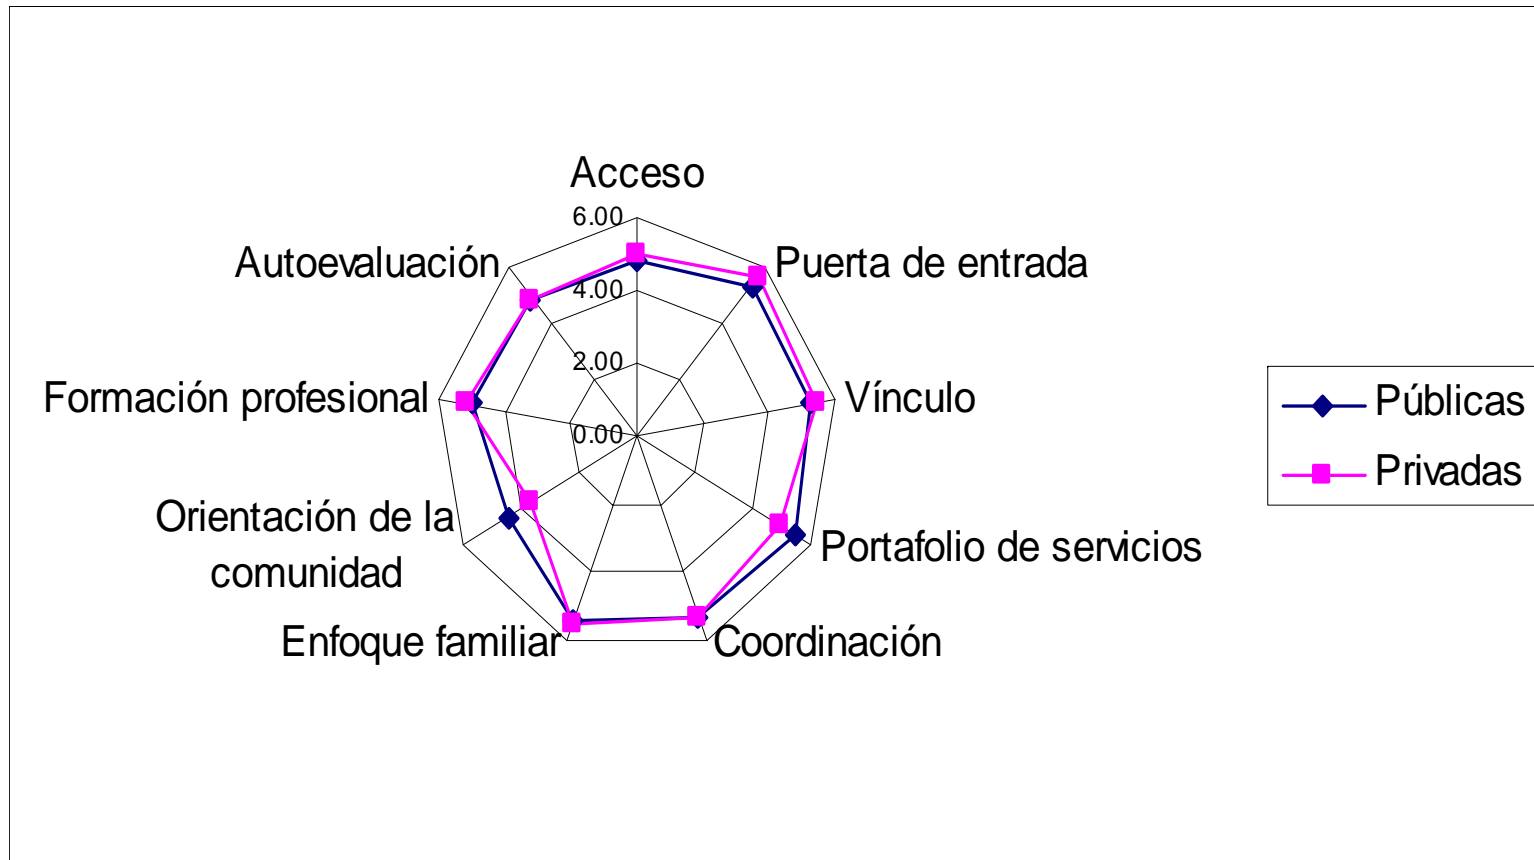 Acceso
6.00
Autoevaluación
Puerta de entrada
4.00
2.00
Formación profesional
Vínculo
Públicas
0.00
Privadas
Orientación de la
comunidad
Portafolio de servicios
Enfoque familiar
Coordinación